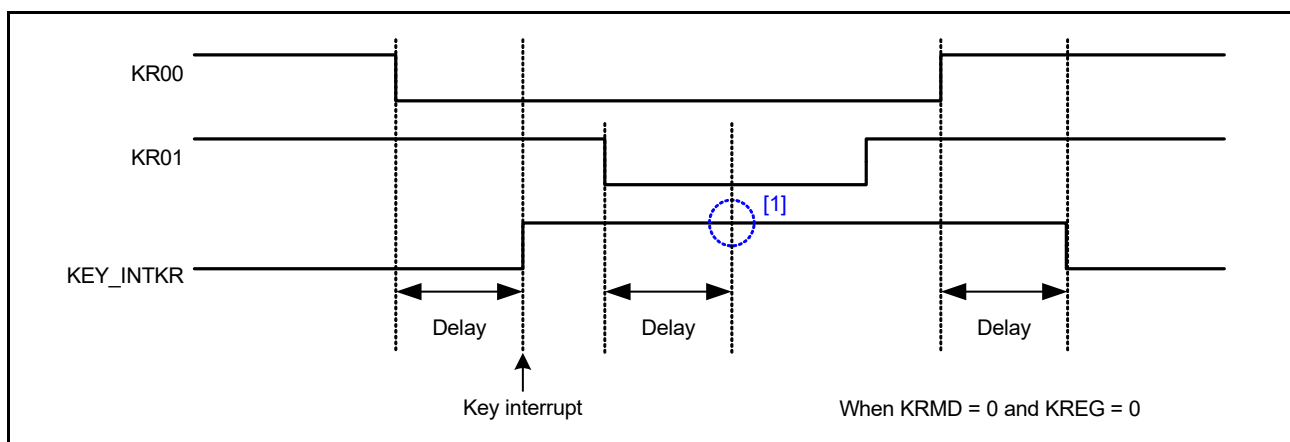 KR00
KR01
[1]
KEY_INTKR
Delay Delay Delay
Key interrupt When KRMD = 0 and KREG = 0